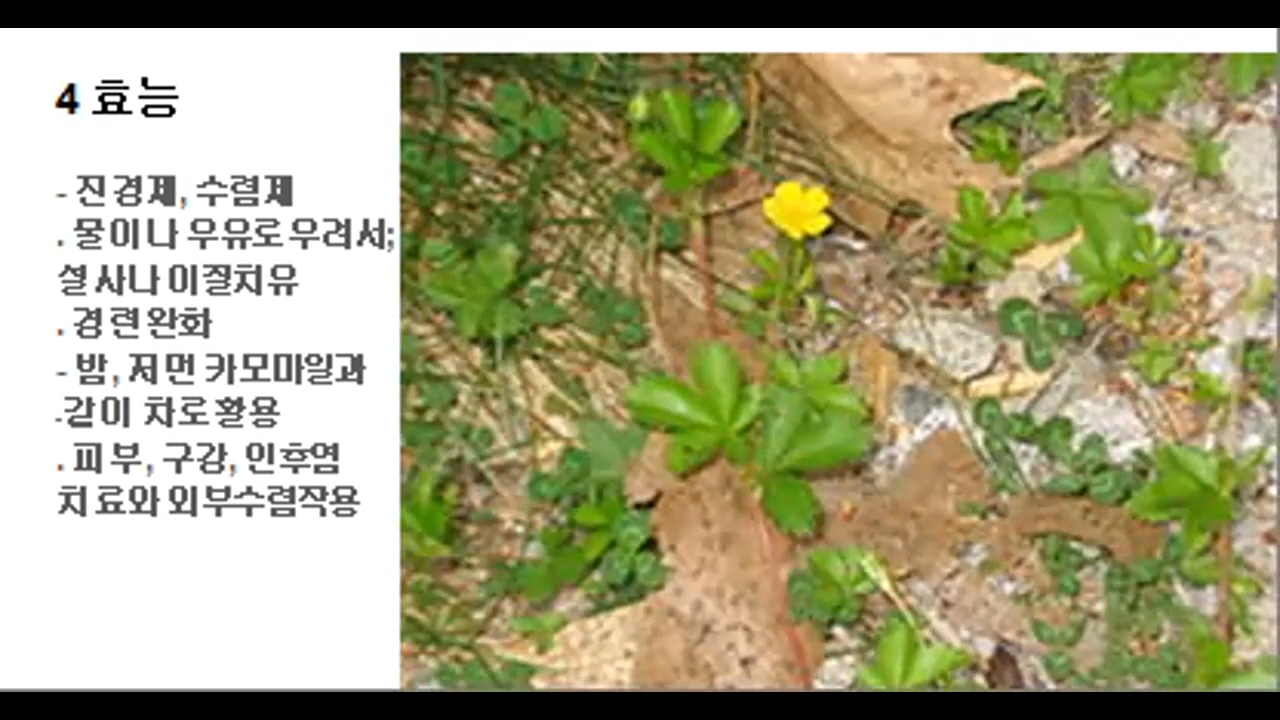 4 효능
- 진경제, 수렴제
. 물이나 우유로 우려서;
설사나 이질치유
. 경련완화
- 밤, 저먼 카모마일과
-같이 차로 활용
. 피부, 구강, 인후염
치료와 외부수렴작용